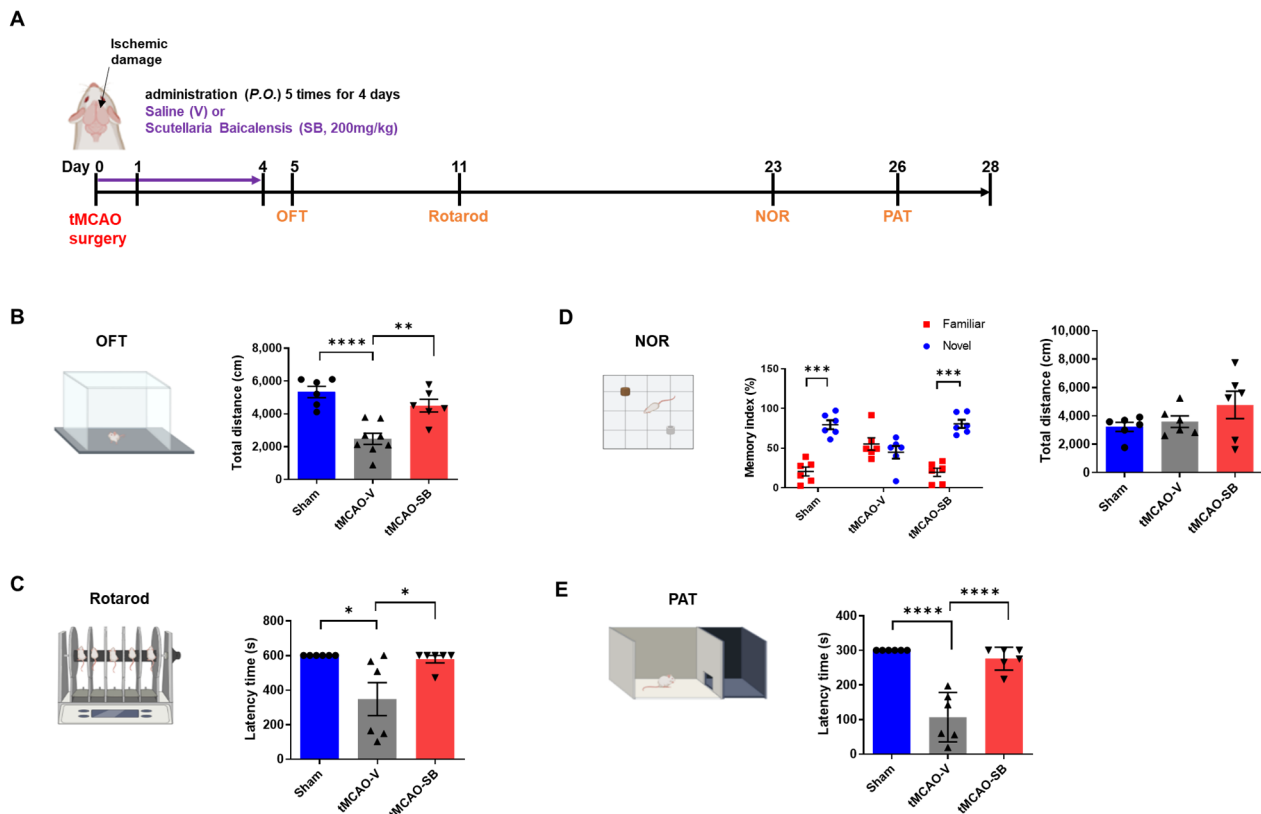 A
Ischemic
damage
administration (P.O.) 5 times for 4 days
Saline (V) or
Scutellaria Baicalensis (SB, 200mg/kg)
Day 0 1 4 5 11 23 26 28
tMCAO
surgery
OFT Rotarod NOR PAT
B
OFT
Total distance (cm)
8,000
6,000
4,000
2,000
0
**** **
Sham tMCAO-V tMCAO-SB
D
NOR
Familiar
Novel
Memory index (%)
150
100
50
0
*** ***
Sham tMCAO-V tMCAO-SB
Total distance (cm)
10,000
8,000
6,000
4,000
2,000
0
Sham tMCAO-V tMCAO-SB
C
Rotarod
Latency time (s)
800
600
400
200
0
* *
Sham tMCAO-V tMCAO-SB
E
PAT
Latency time (s)
400
300
200
100
0
**** ****
Sham tMCAO-V tMCAO-SB